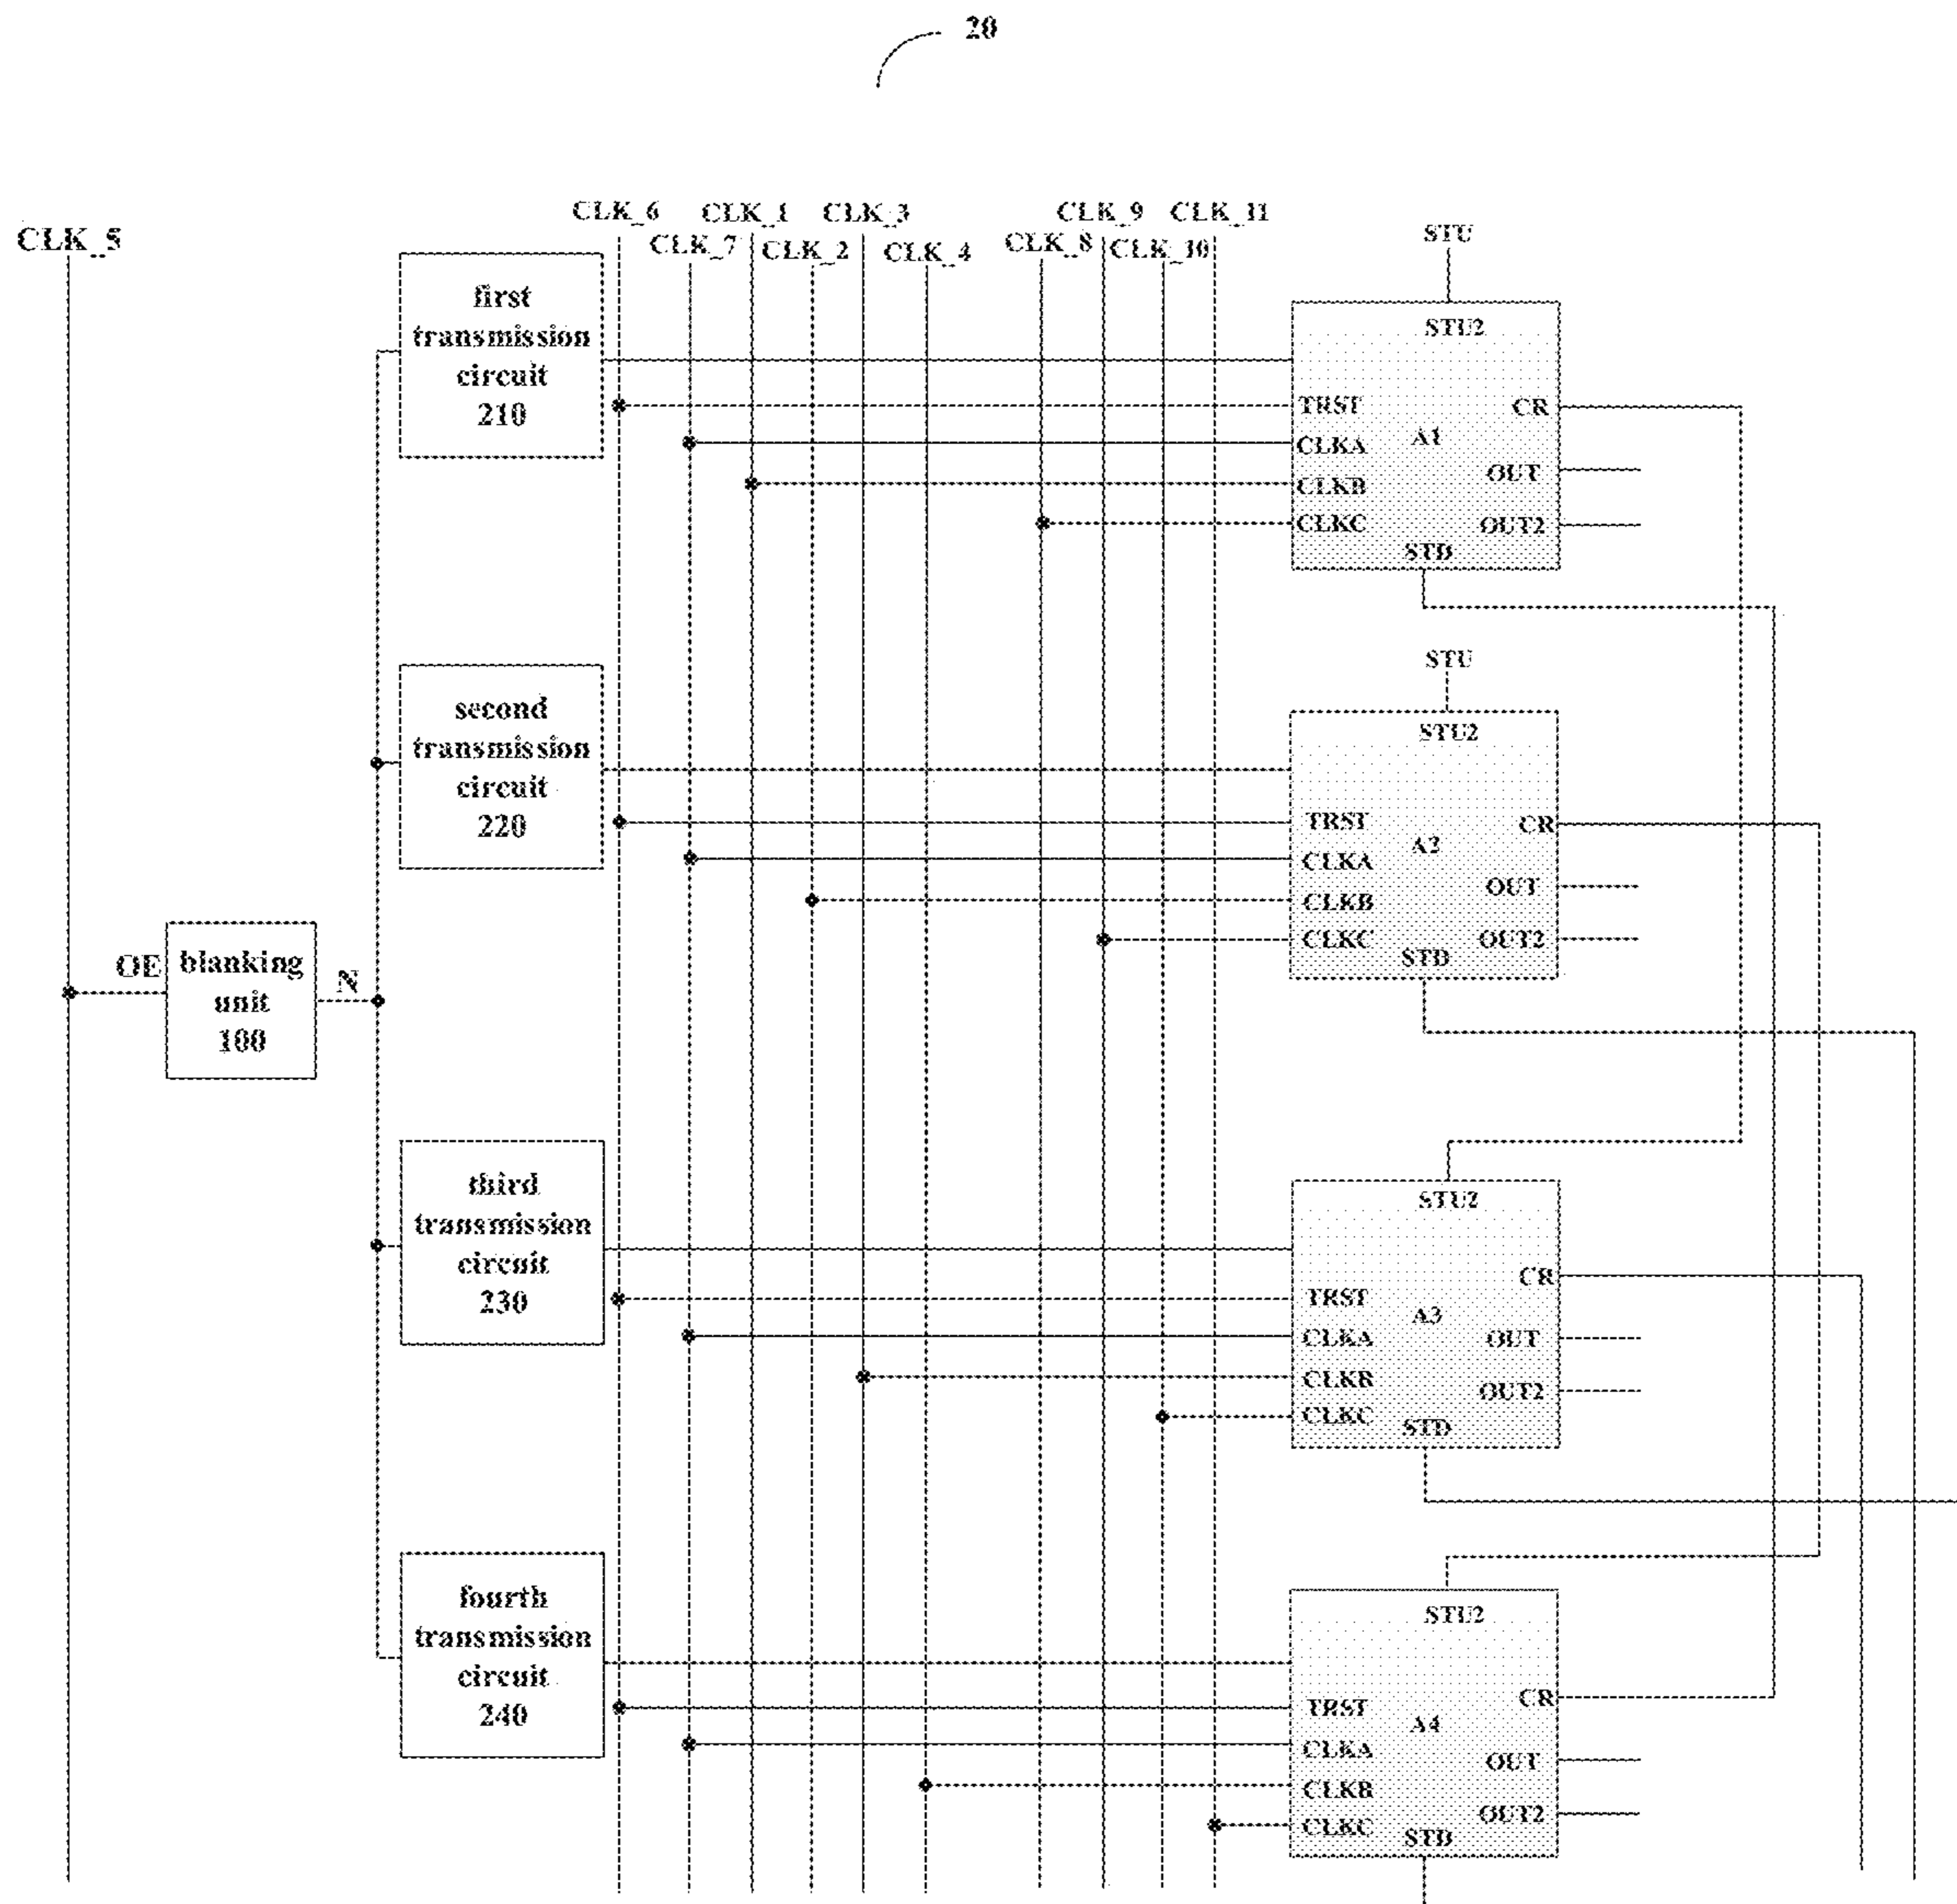 20
CLK_5
CLK_6
CLK_7
CLK_1
CLK_2
CLK_3
CLK_4
CLK_8
CLK_9
CLK_10
CLK_11
first
transmission
circuit
210
STU
STU2
TRST
CLKA
CLKB
CLKC
A1
CR
OUT
OUT2
STD
second
transmission
circuit
220
STU
STU2
TRST
CLKA
CLKB
CLKC
A2
CR
OUT
OUT2
STD
OE
blanking
unit
100
N
third
transmission
circuit
230
STU2
TRST
CLKA
CLKB
CLKC
A3
CR
OUT
OUT2
STD
fourth
transmission
circuit
240
STU2
TRST
CLKA
CLKB
CLKC
A4
CR
OUT
OUT2
STD